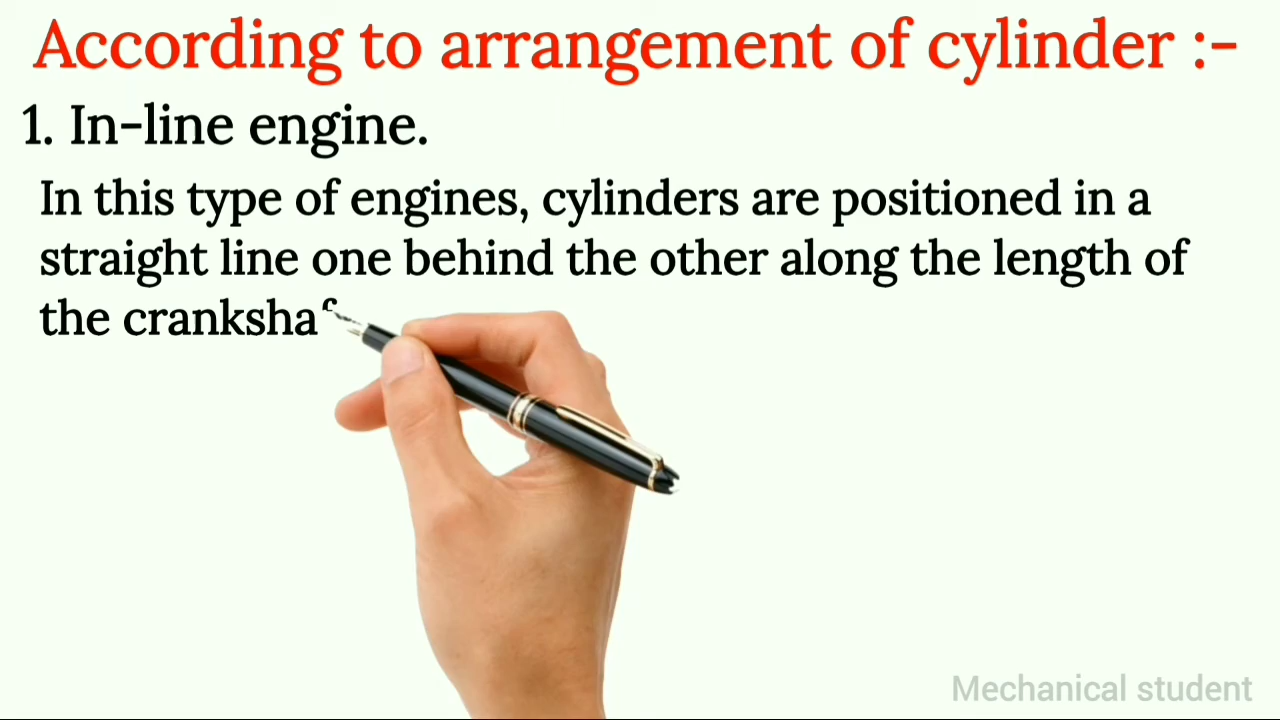 According to arrangement of cylinder :-
1. In-line engine.
In this type of engines, cylinders are positioned in a
straight line one behind the other along the length of
the
Mechanical student